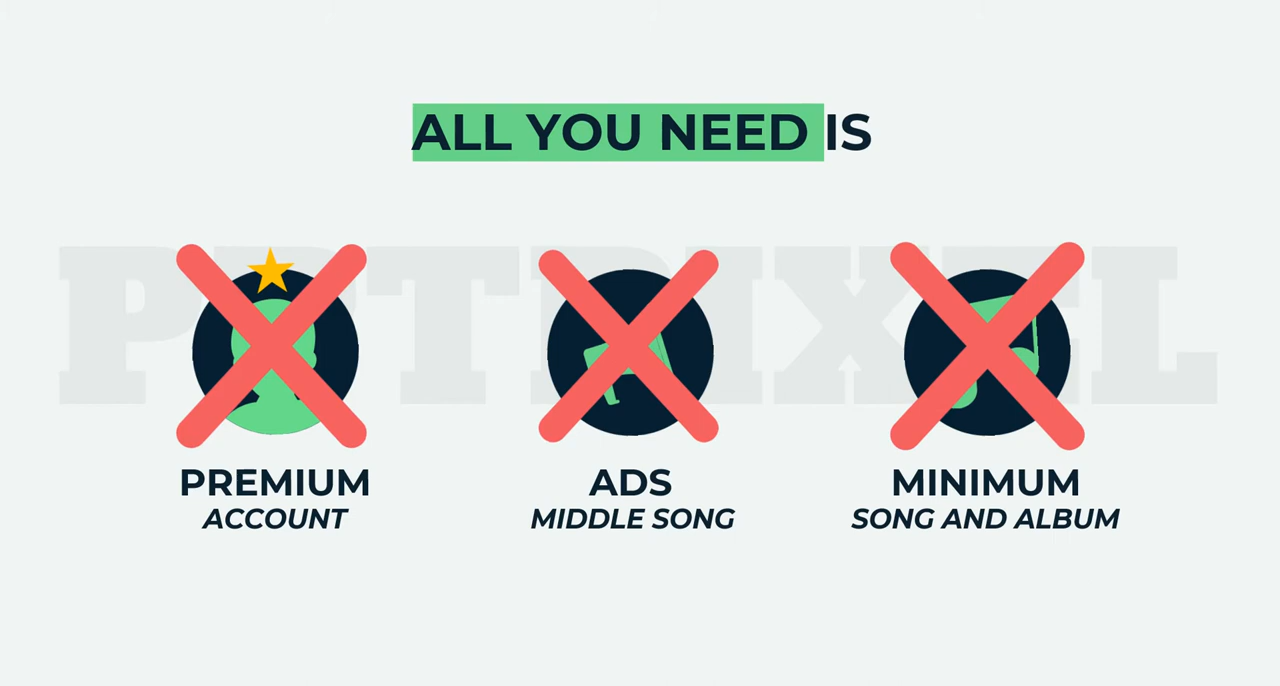 ALL YOU NEED IS
PREMIUM
ACCOUNT
ADS
MIDDLE SONG
MINIMUM
SONG AND ALBUM